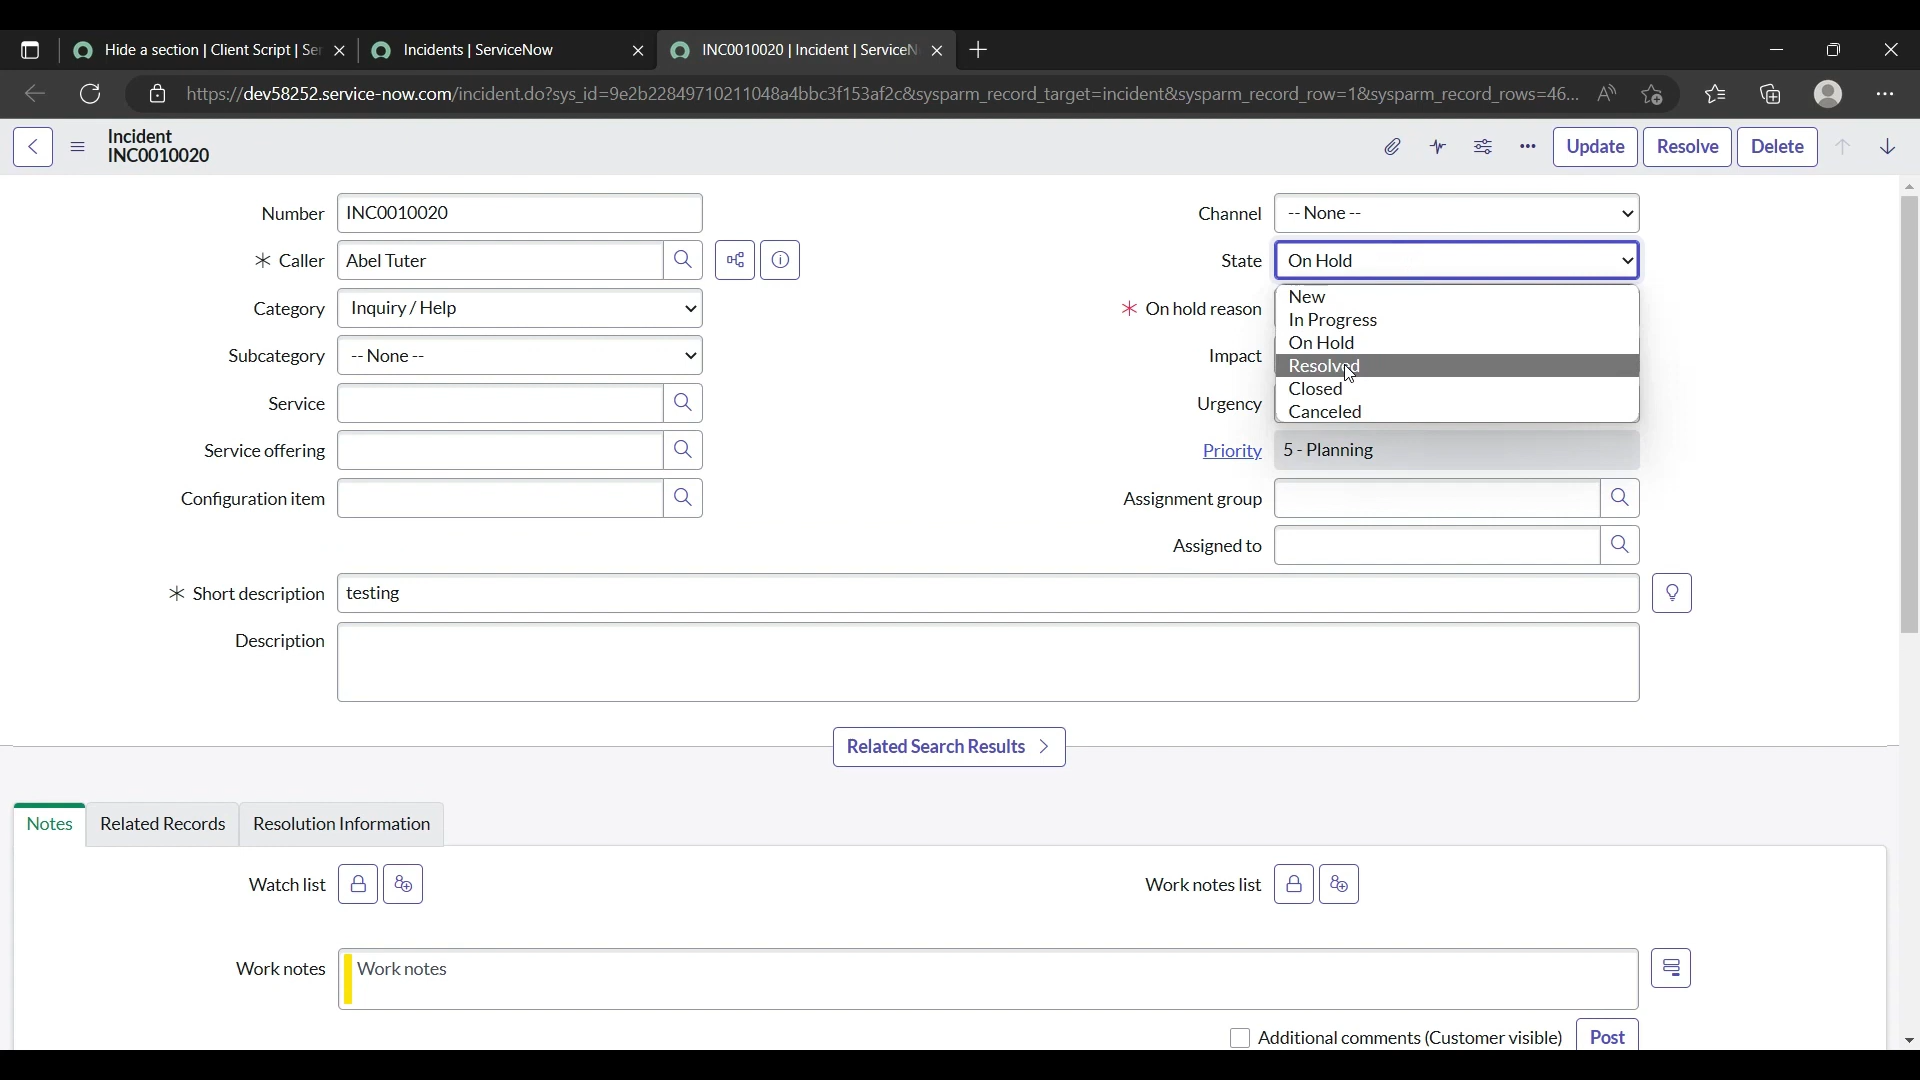 Hide a section | Client Script | Ser
Incidents | ServiceNow
INC0010020 | Incident | ServiceN
https://dev58252.service-now.com/incident.do?sys_id=9e2b22849710211048a4bbc3f153af2c&sysparm_record_target=incident&sysparm_record_row=1&sysparm_record_rows=46...
Incident
INC0010020
Update
Resolve
Delete
Number
INC0010020
Channel
-- None --
* Caller
Abel Tuter
State
On Hold
Category
Inquiry / Help
* On hold reason
New
In Progress
On Hold
Resolved
Closed
Canceled
Subcategory
-- None --
Impact
Service
Urgency
Service offering
Priority
5 - Planning
Configuration item
Assignment group
Assigned to
* Short description
testing
Description
Related Search Results
Notes
Related Records
Resolution Information
Watch list
Work notes list
Work notes
Work notes
Additional comments (Customer visible)
Post